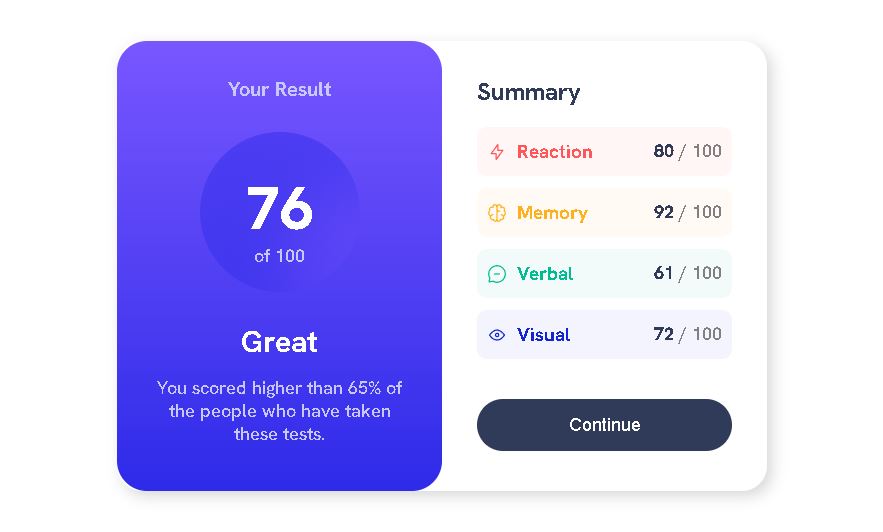 Your Result
76
of 100
Great
You scored higher than 65% of
the people who have taken
these tests.
Summary
Reaction 80 / 100
Memory 92 / 100
Verbal 61 / 100
Visual 72 / 100
Continue